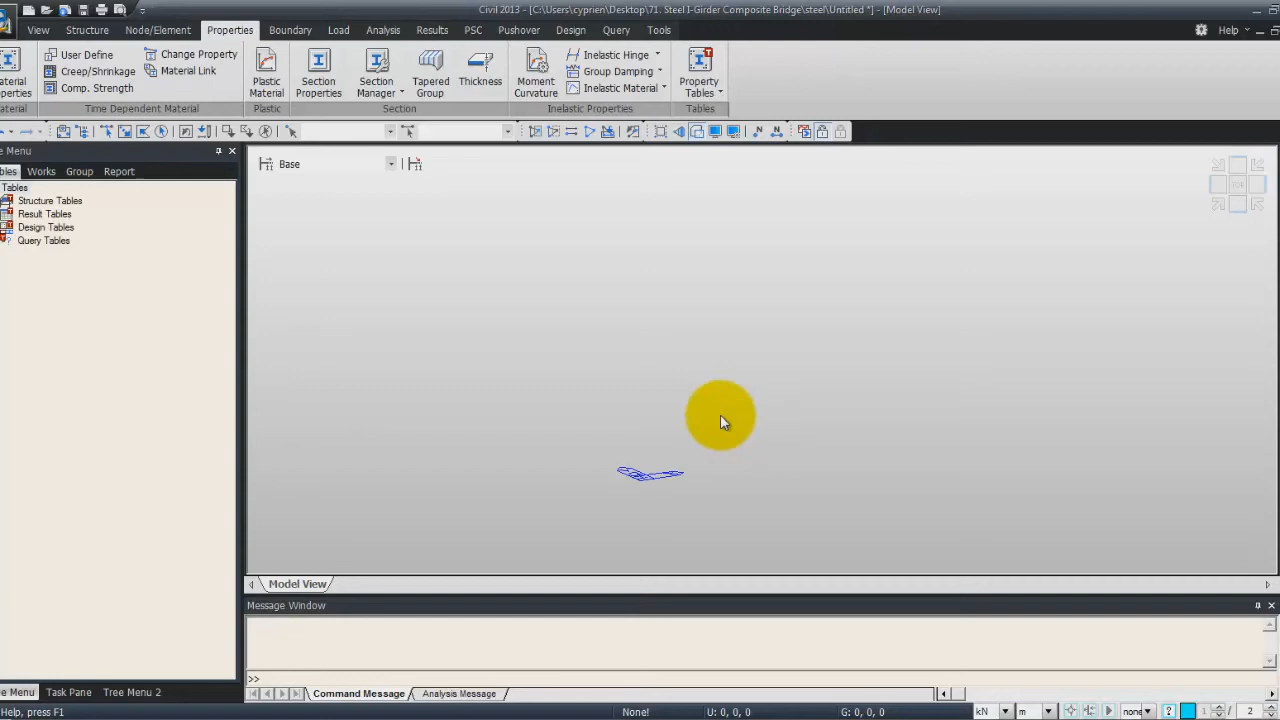 Civil 2013 - [C:\Users\cyprien\Desktop\71. Steel I-Girder Composite Bridge\steel\Untitled *] - [Model View]
View Structure Node/Element Properties Boundary Load Analysis Results PSC Pushover Design Query Tools Help
User Define
Creep/Shrinkage
Comp. Strength
Change Property
Material Link
Time Dependent Material
Plastic Material
Plastic
Section Properties
Section Manager
Tapered Group
Thickness
Section
Moment Curvature
Inelastic Hinge
Group Damping
Inelastic Material
Inelastic Properties
Property Tables
Tables
Menu
Works Group Report
Tables
Structure Tables
Result Tables
Design Tables
Query Tables
Base
TOP
Model View
Message Window
>>
Command Message Analysis Message
Menu Task Pane Tree Menu 2
Help, press F1
None!
U: 0, 0, 0
G: 0, 0, 0
kN
m
none
1 / 2